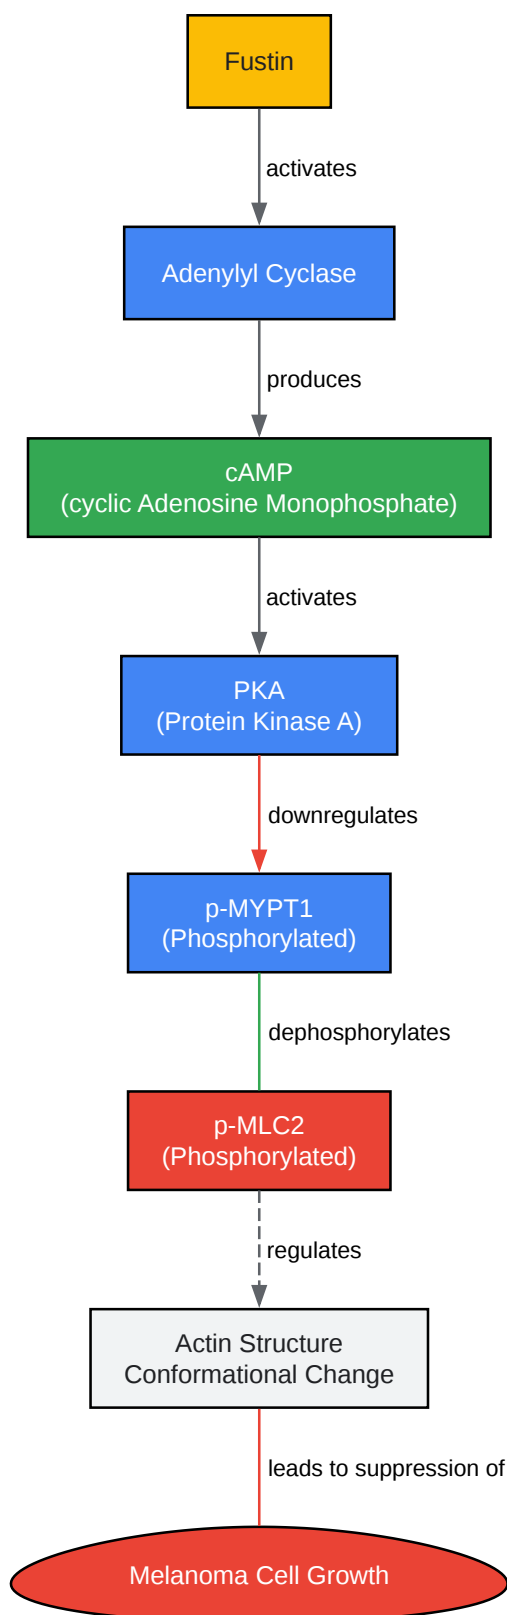 Fustin
activates
Adenylyl Cyclase
produces
cAMP
(cyclic Adenosine Monophosphate)
activates
PKA
(Protein Kinase A)
downregulates
p-MYPT1
(Phosphorylated)
dephosphorylates
p-MLC2
(Phosphorylated)
regulates
Actin Structure
Conformational Change
leads to suppression of
Melanoma Cell Growth